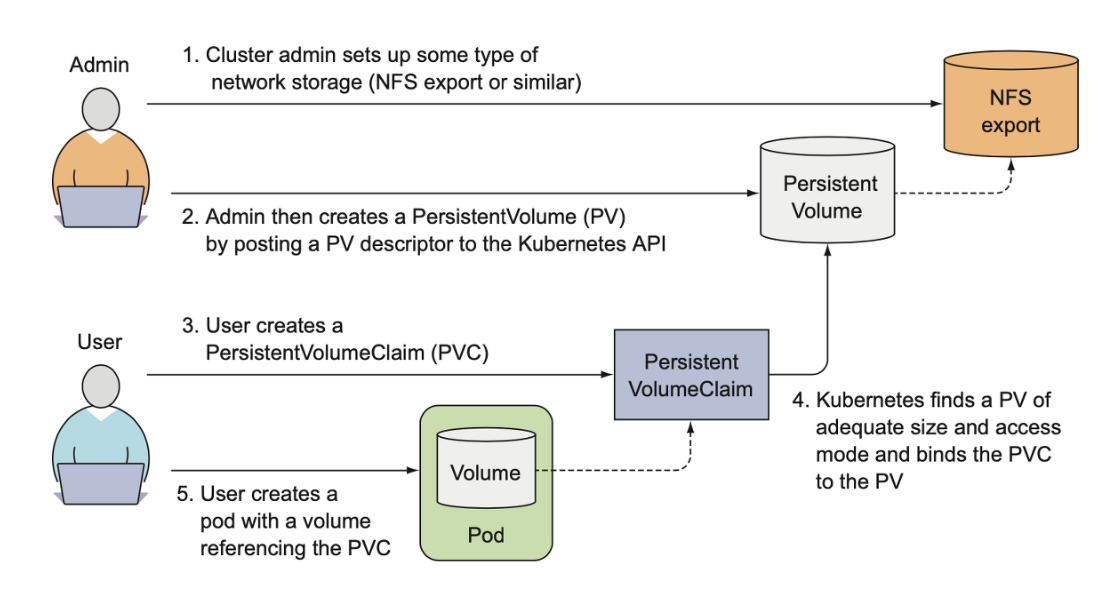 Admin
1. Cluster admin sets up some type of
network storage (NFS export or similar)
NFS
export
Persistent
Volume
2. Admin then creates a PersistentVolume (PV)
by posting a PV descriptor to the Kubernetes API
User
3. User creates a
PersistentVolumeClaim (PVC)
Persistent
VolumeClaim
4. Kubernetes finds a PV of
adequate size and access
mode and binds the PVC
to the PV
Volume
Pod
5. User creates a
pod with a volume
referencing the PVC